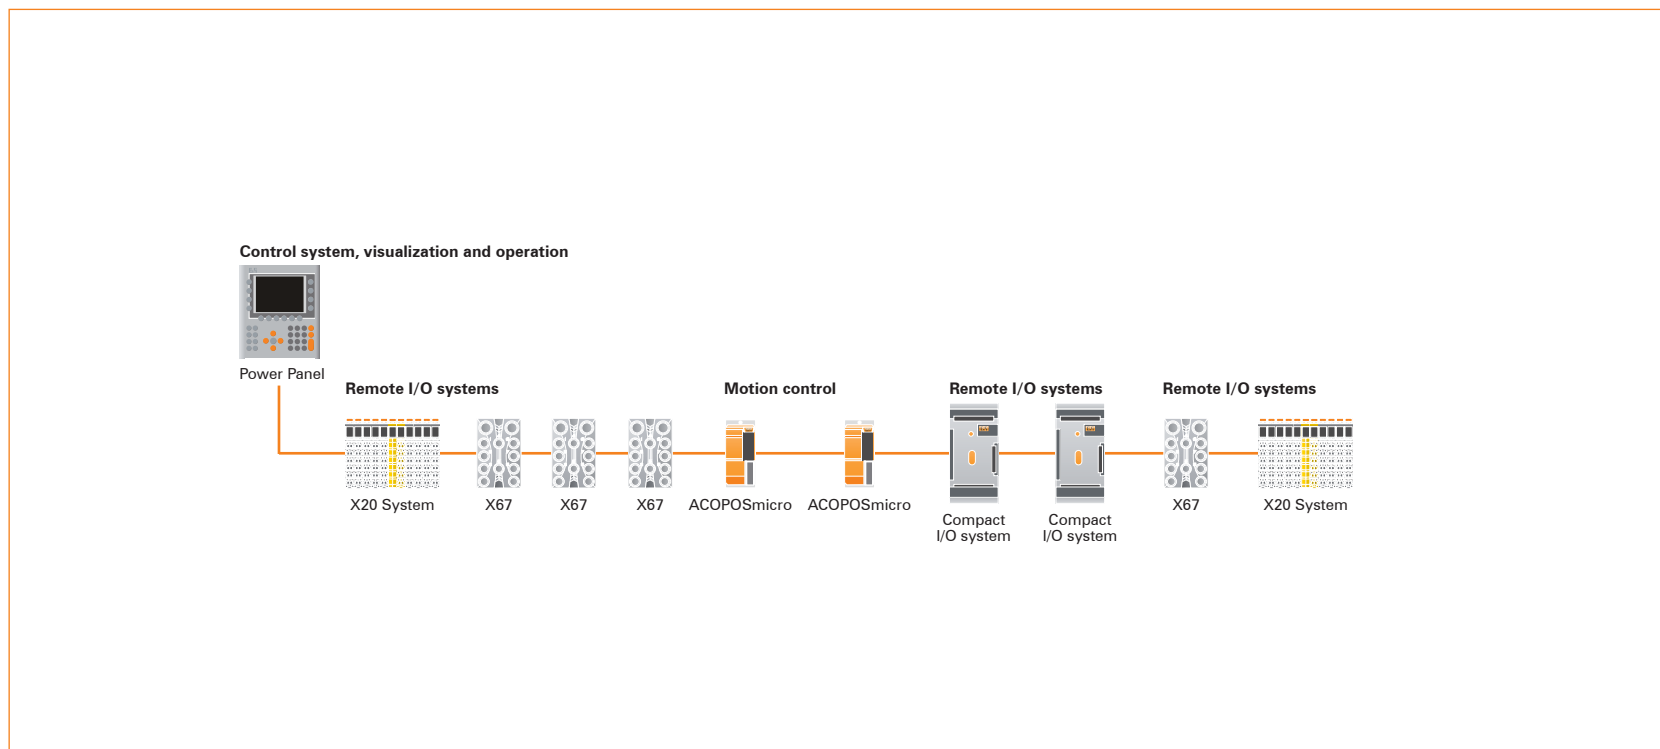 Control system, visualization and operation
Power Panel
Remote I/O systems
Motion control
Remote I/O systems
Remote I/O systems
X20 System
X67
X67
X67
ACOPOSmicro
ACOPOSmicro
Compact
I/O system
Compact
I/O system
X67
X20 System